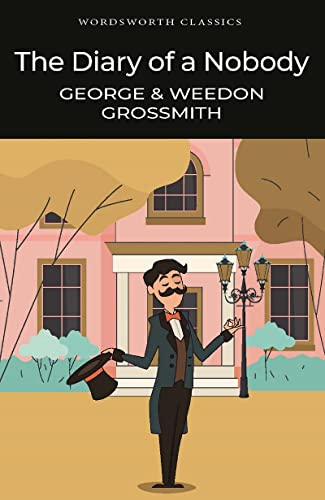 WORDSWORTH CLASSICS
The Diary of a Nobody
GEORGE & WEEDON
GROSSMITH